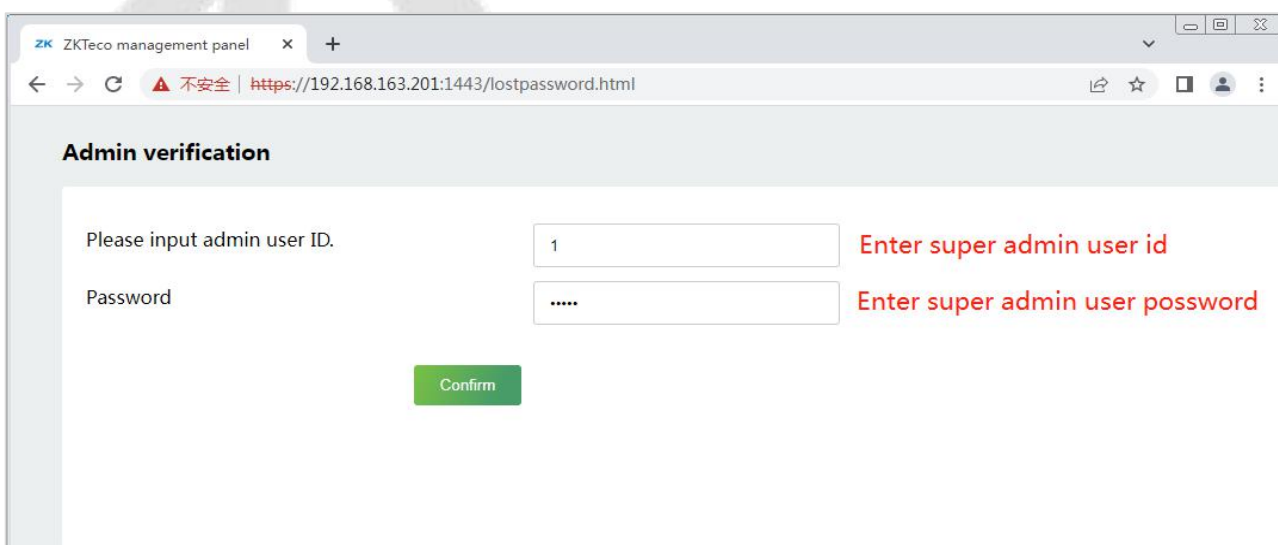 ZK ZKTeco management panel
不安全 https://192.168.163.201:1443/lostpassword.html
Admin verification
Please input admin user ID. 1 Enter super admin user id
Password ••••• Enter super admin user possword
Confirm